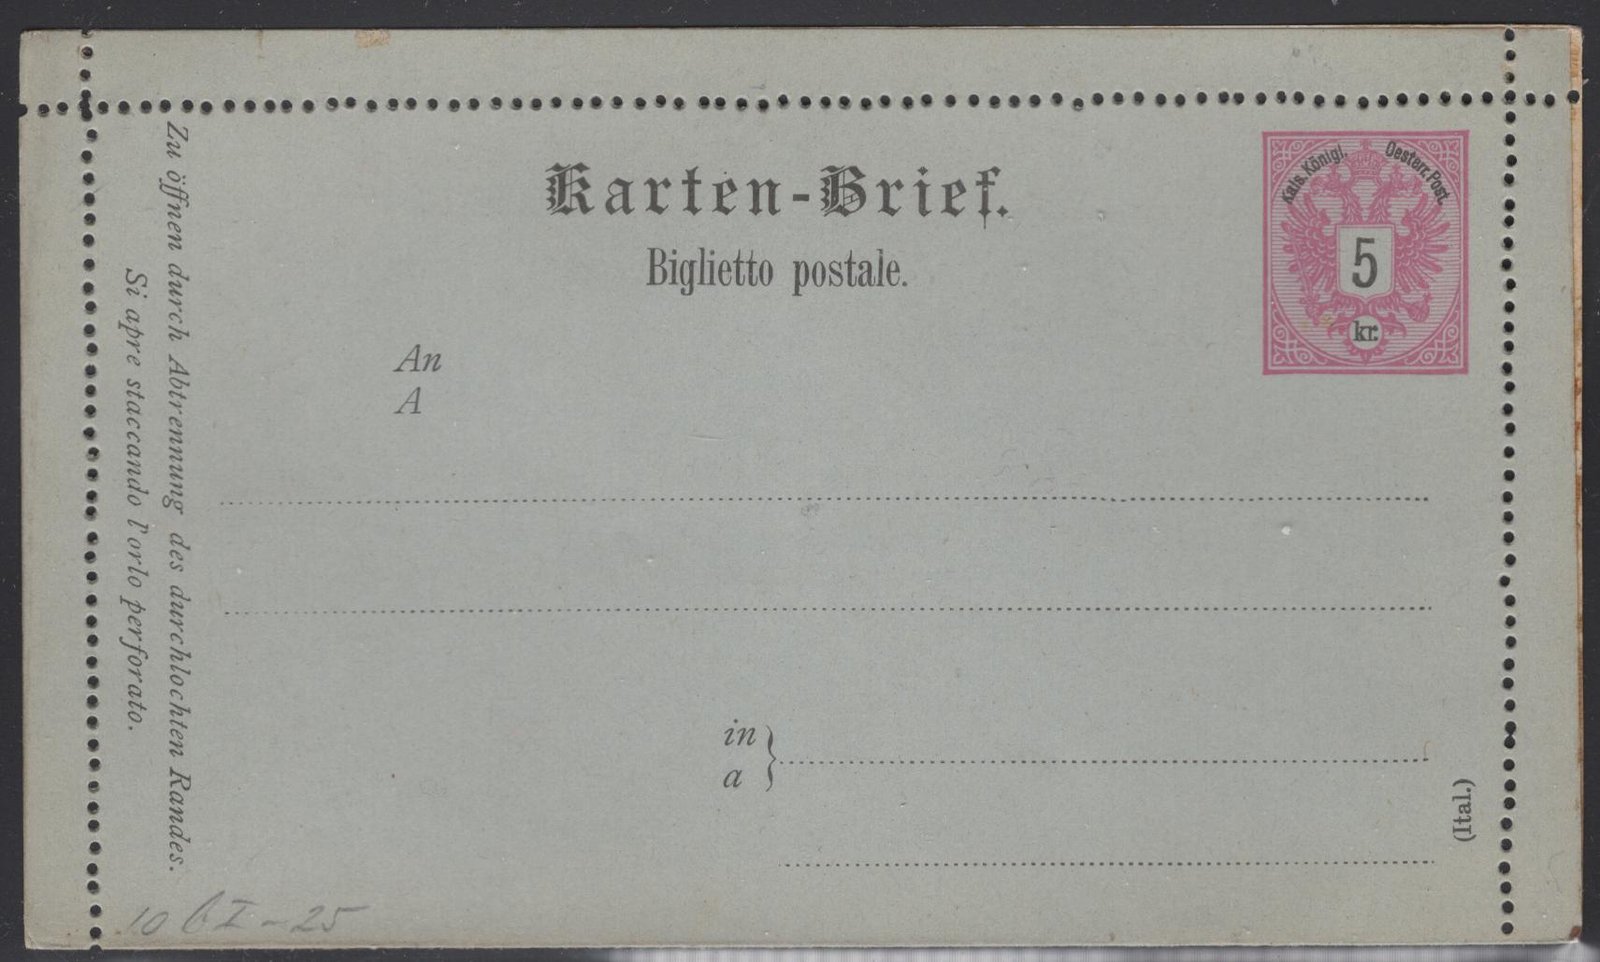 Karten-Brief.
Biglietto postale.
Kais. Königl. Oesterr. Post.
5
kr.
An
A
in
a
(Ital.)
Zu öffnen durch Abtrennung des durchlochten Randes.
Si apre staccando l'orlo perforato.
10 I - 25